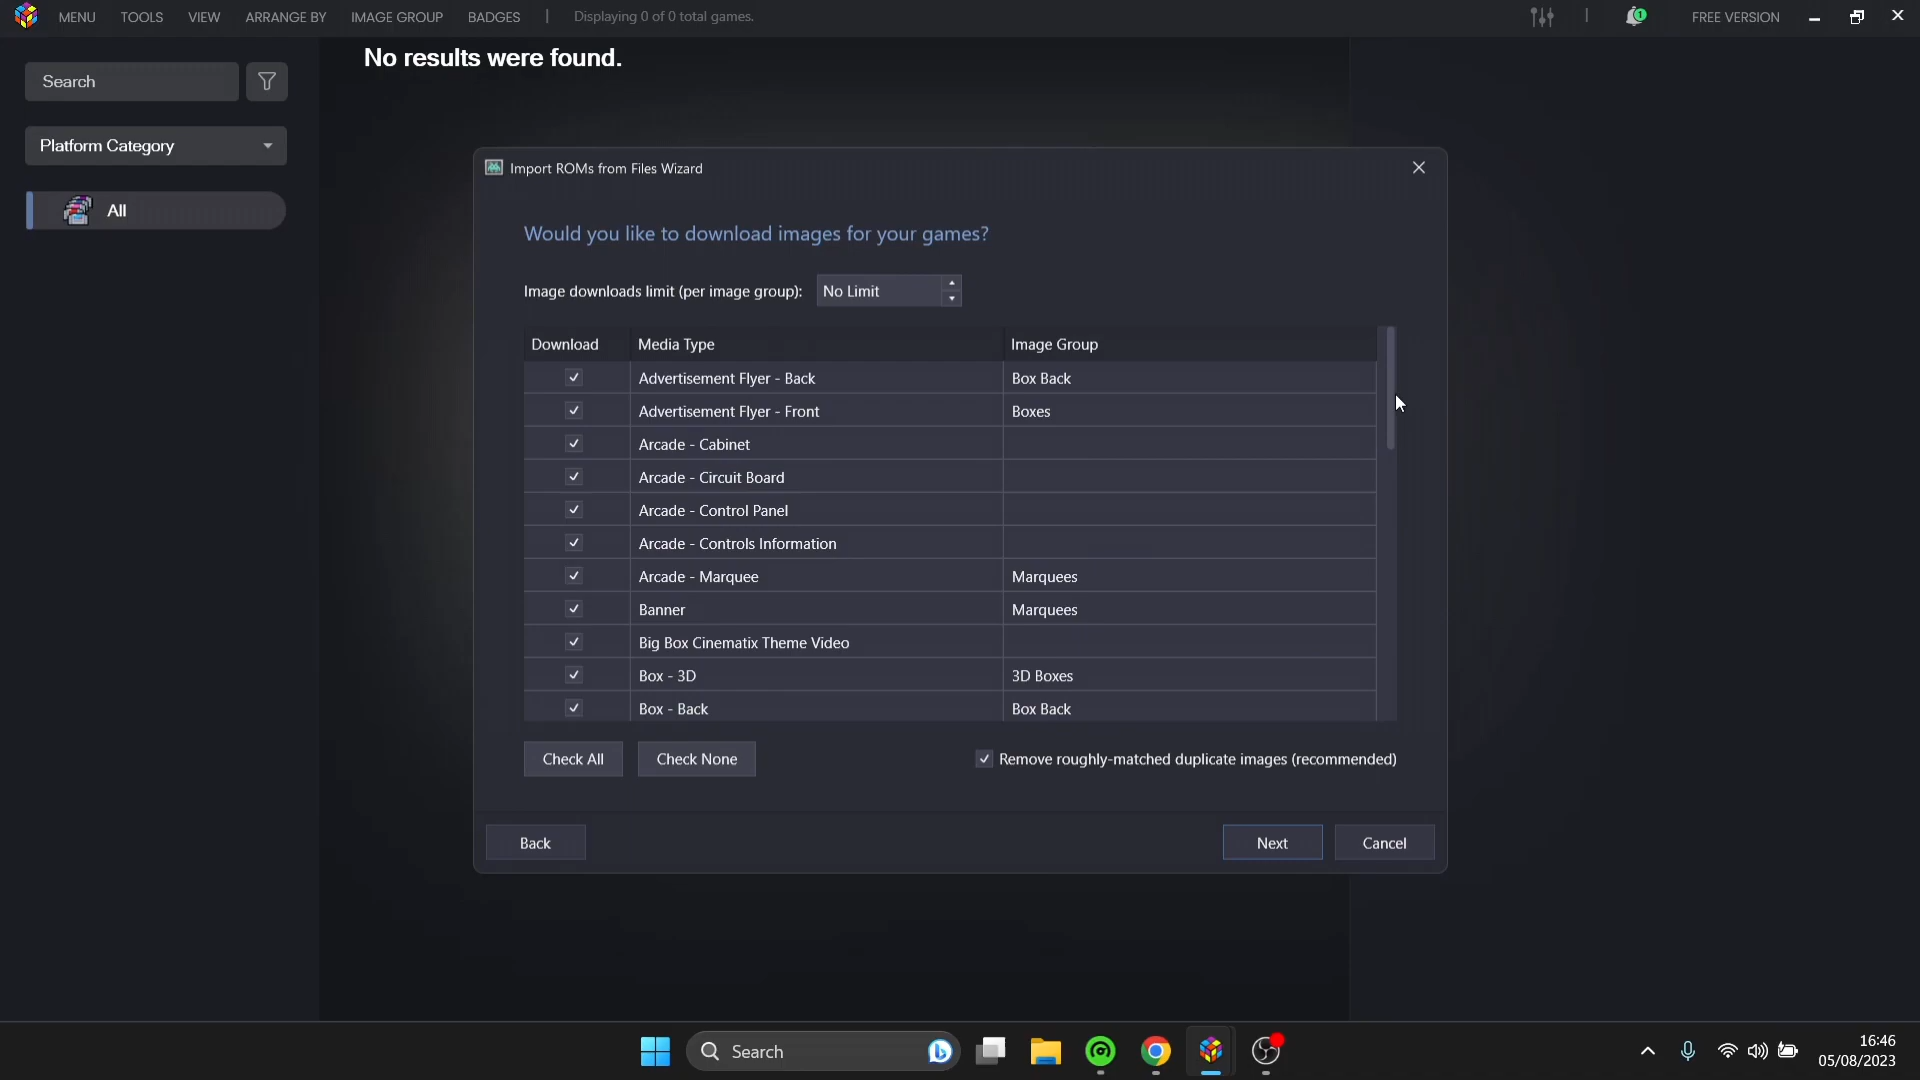 MENU TOOLS VIEW ARRANGE BY IMAGE GROUP BADGES | Displaying 0 of 0 total games. 1 FREE VERSION
No results were found.
Search
Platform Category
All
Import ROMs from Files Wizard
Would you like to download images for your games?
Image downloads limit (per image group): No Limit
Download Media Type Image Group
Advertisement Flyer - Back Box Back
Advertisement Flyer - Front Boxes
Arcade - Cabinet
Arcade - Circuit Board
Arcade - Control Panel
Arcade - Controls Information
Arcade - Marquee Marquees
Banner Marquees
Big Box Cinematix Theme Video
Box - 3D 3D Boxes
Box - Back Box Back
Check All Check None Remove roughly-matched duplicate images (recommended)
Back Next Cancel
Search
16:46
05/08/2023